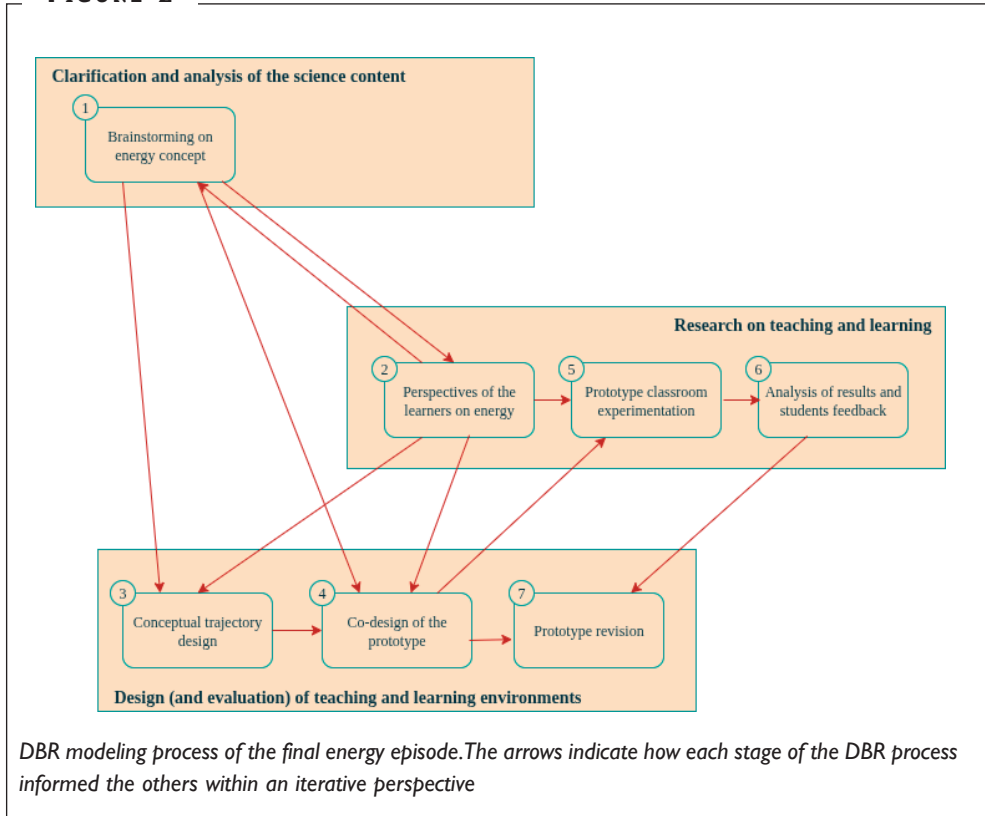 FIGURE 2
Clarification and analysis of the science content
1
Brainstorming on
energy concept
Research on teaching and learning
2
Perspectives of the
learners on energy
5
Prototype classroom
experimentation
6
Analysis of results and
students feedback
3
Conceptual trajectory
design
4
Co-design of the
prototype
7
Prototype revision
Design (and evaluation) of teaching and learning environments
DBR modeling process of the final energy episode.The arrows indicate how each stage of the DBR process
informed the others within an iterative perspective